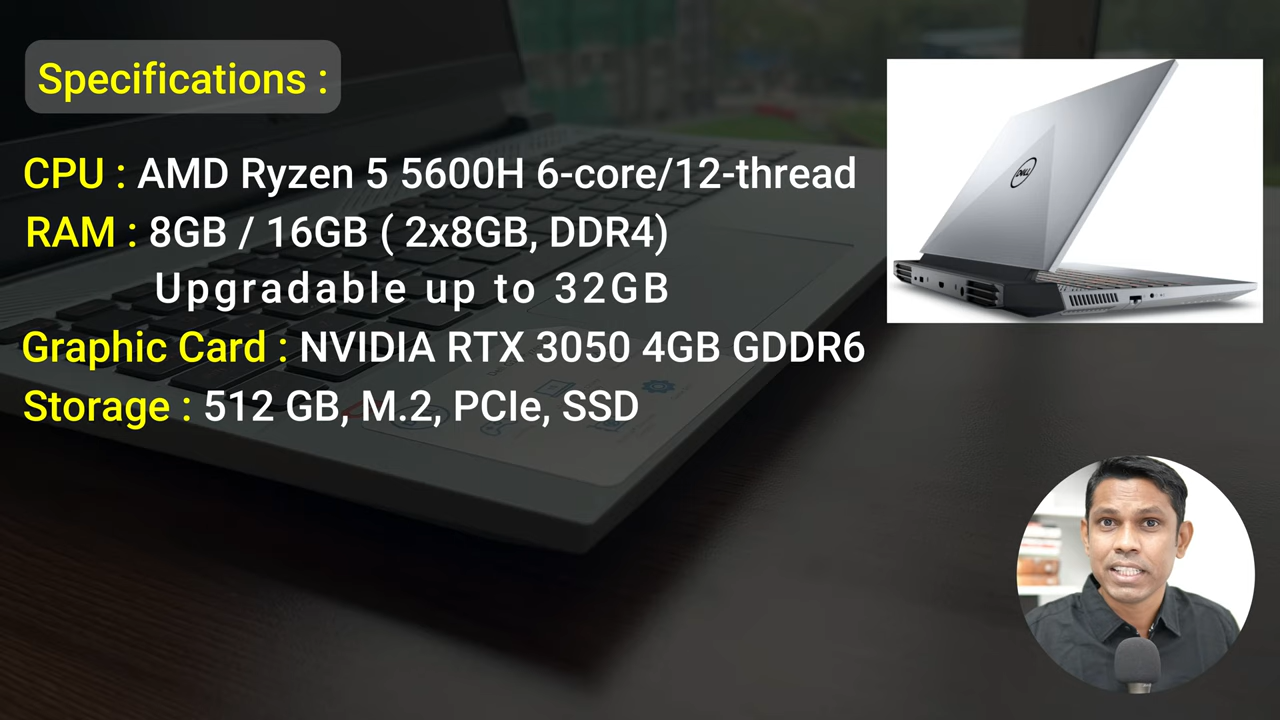 Specifications :
CPU : AMD Ryzen 5 5600H 6-core/12-thread
RAM : 8GB / 16GB ( 2x8GB, DDR4)
Upgradable up to 32GB
Graphic Card : NVIDIA RTX 3050 4GB GDDR6
Storage : 512 GB, M.2, PCIe, SSD
DELL